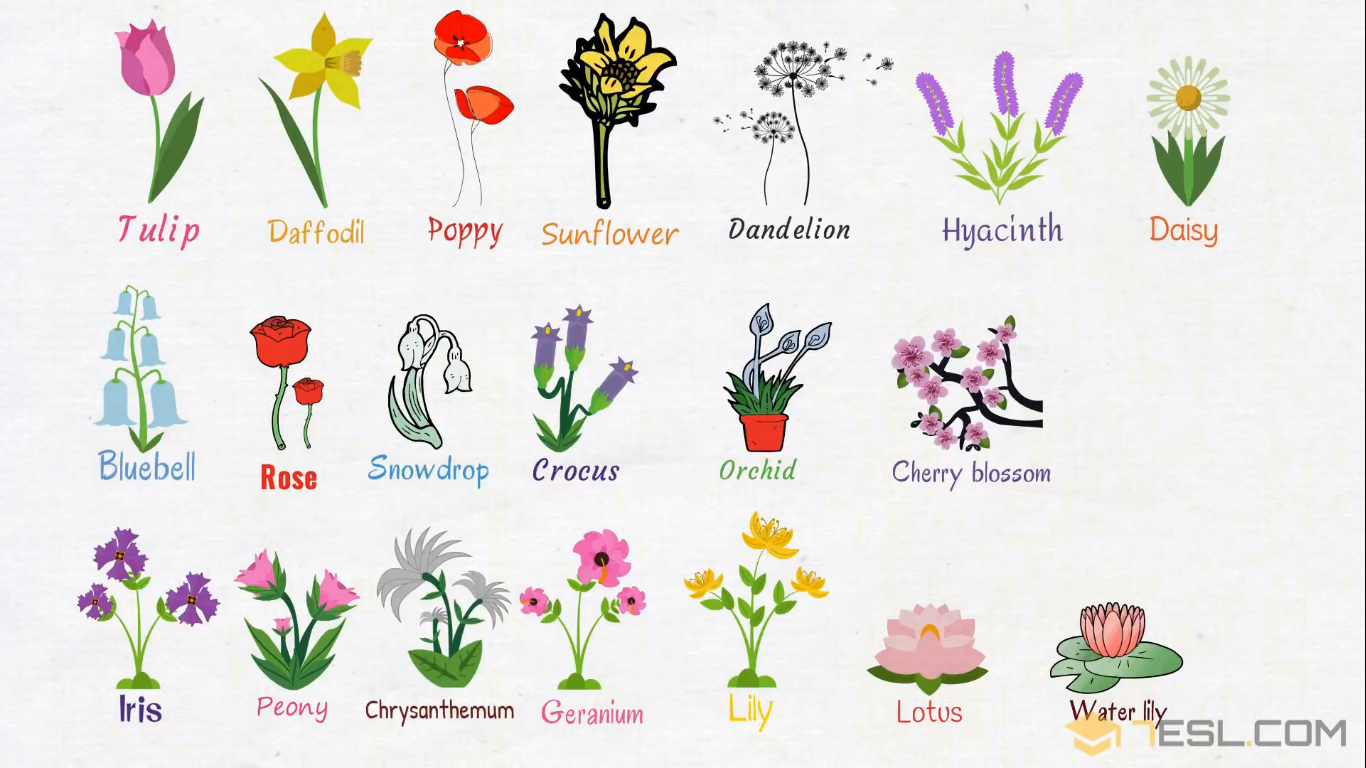 Tulip
Daffodil
Poppy
Sunflower
Dandelion
Hyacinth
Daisy
Bluebell
Rose
Snowdrop
Crocus
Orchid
Cherry blossom
Iris
Peony
Chrysanthemum
Geranium
Lily
Lotus
Water lily
7ESL.COM